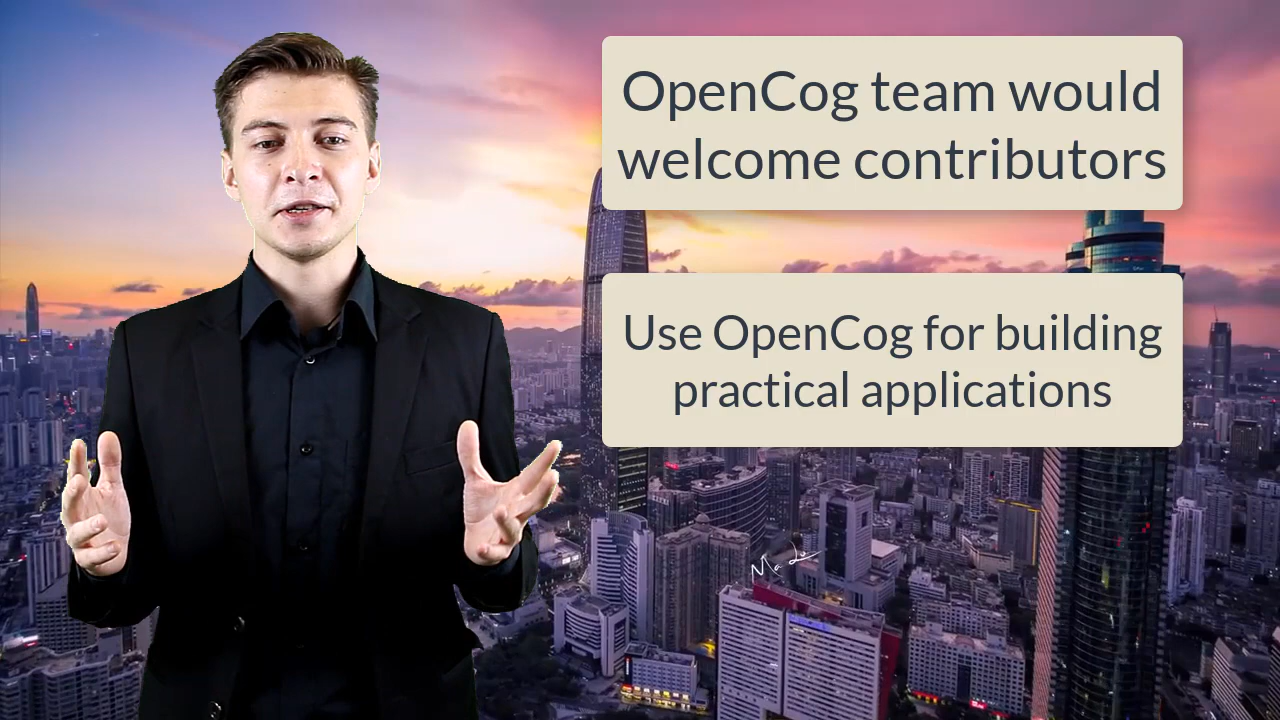 OpenCog team would
welcome contributors
Use OpenCog for building
practical applications